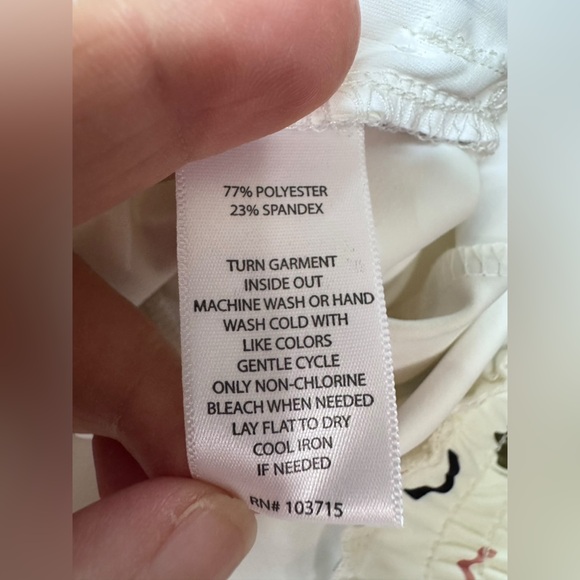 77% POLYESTER
23% SPANDEX
TURN GARMENT
INSIDE OUT
MACHINE WASH OR HAND
WASH COLD WITH
LIKE COLORS
GENTLE CYCLE
ONLY NON-CHLORINE
BLEACH WHEN NEEDED
LAY FLAT TO DRY
COOL IRON
IF NEEDED
RN# 103715